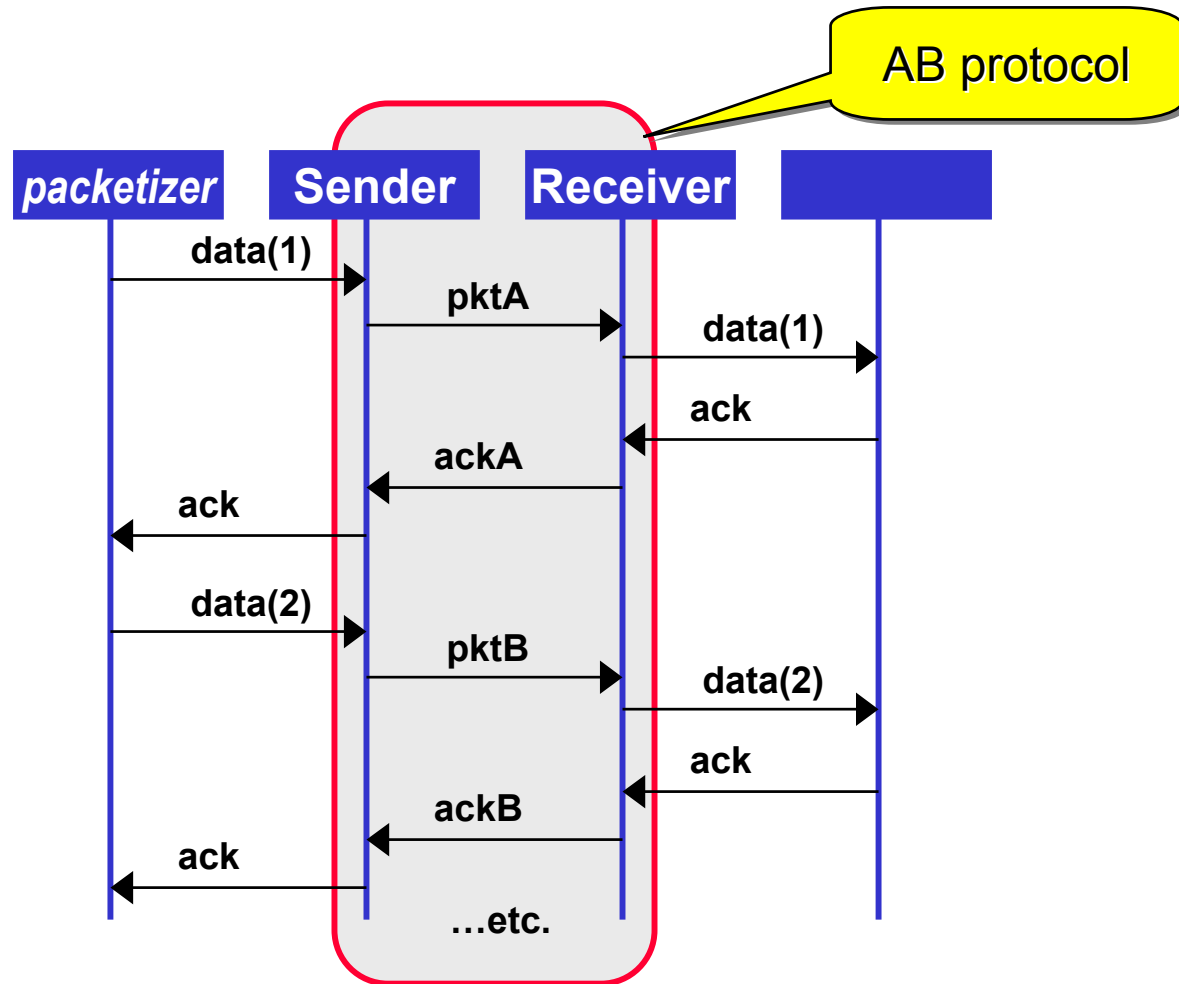 AB protocol
packetizer
Sender
Receiver
data(1)
pktA
data(1)
ack
ackA
ack
data(2)
pktB
data(2)
ack
ackB
ack
…etc.